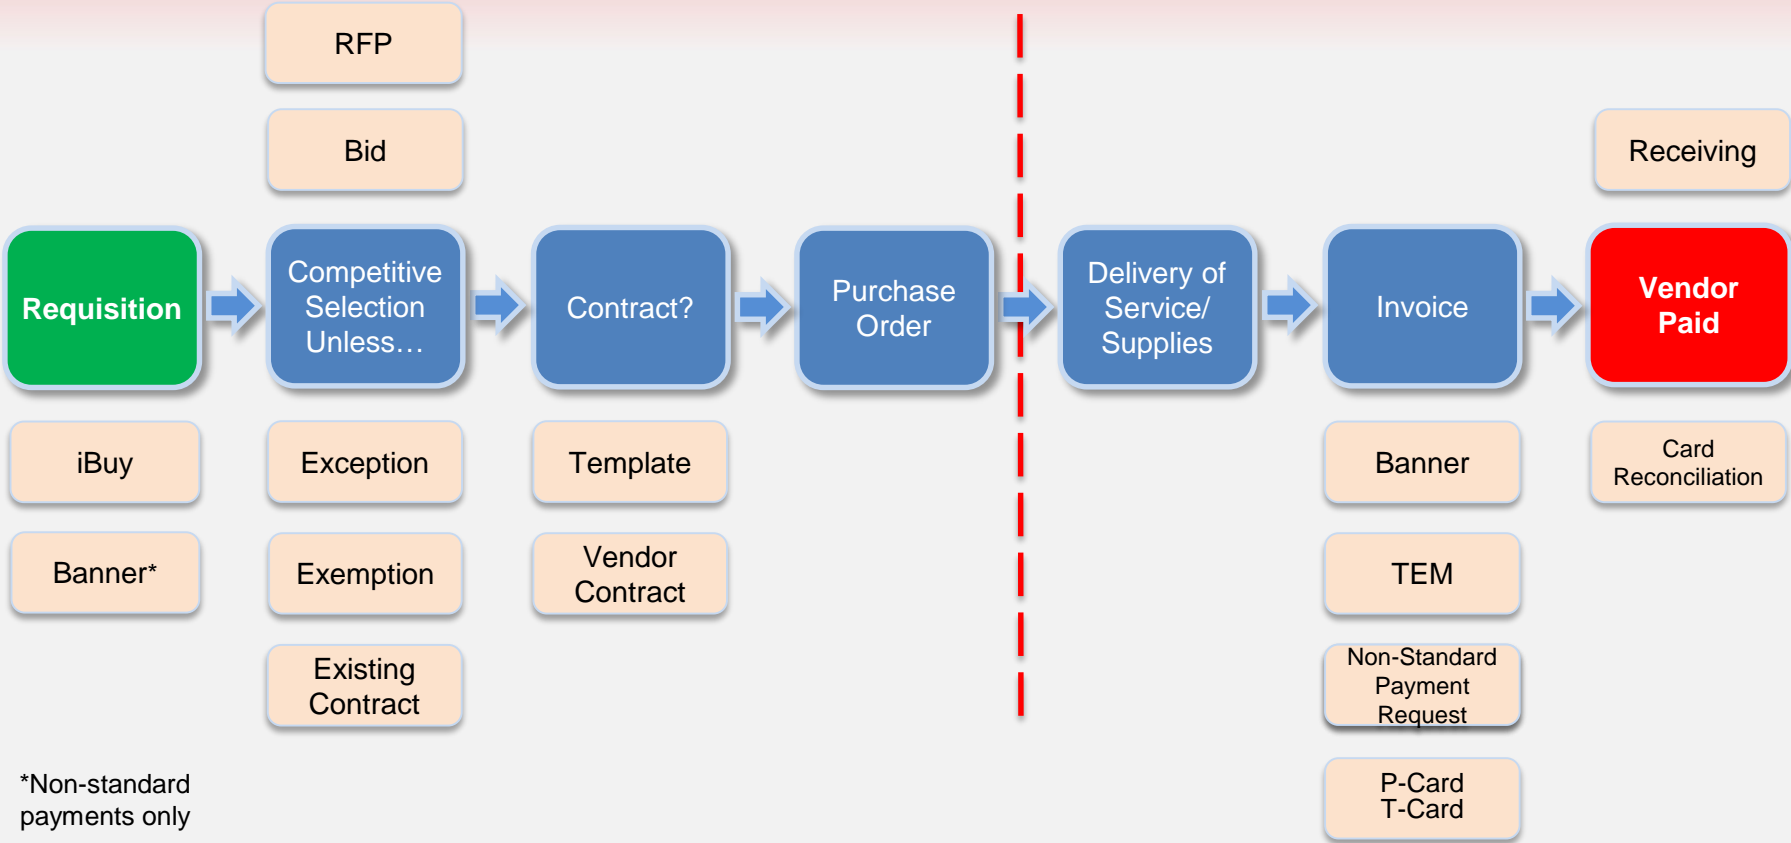 RFP
Bid
Receiving
Requisition
Competitive
Selection
Unless…
Contract?
Purchase
Order
Delivery of
Service/
Supplies
Invoice
Vendor
Paid
iBuy
Exception
Template
Banner
Card
Reconciliation
Banner*
Exemption
Vendor
Contract
TEM
Existing
Contract
Non-Standard
Payment
Request
*Non-standard
payments only
P-Card
T-Card